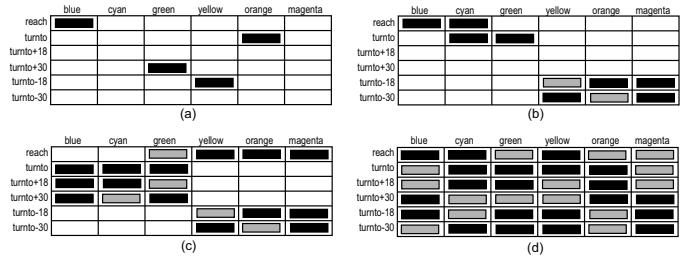 blue cyan green yellow orange magenta
reach
turnto
turnto+18
turnto+30
turnto-18
turnto-30
(a)
blue cyan green yellow orange magenta
reach
turnto
turnto+18
turnto+30
turnto-18
turnto-30
(b)
blue cyan green yellow orange magenta
reach
turnto
turnto+18
turnto+30
turnto-18
turnto-30
(c)
blue cyan green yellow orange magenta
reach
turnto
turnto+18
turnto+30
turnto-18
turnto-30
(d)